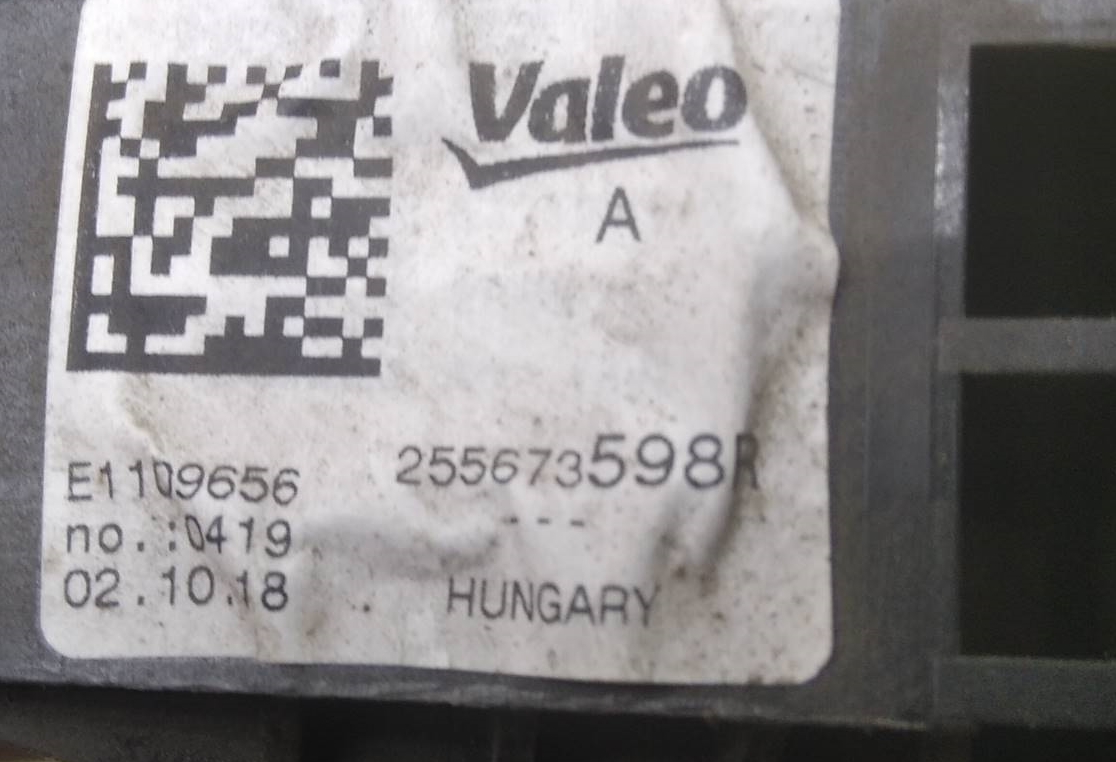 Valeo
A
E1109656
255673598R
no.:0419
---
02.10.18
HUNGARY